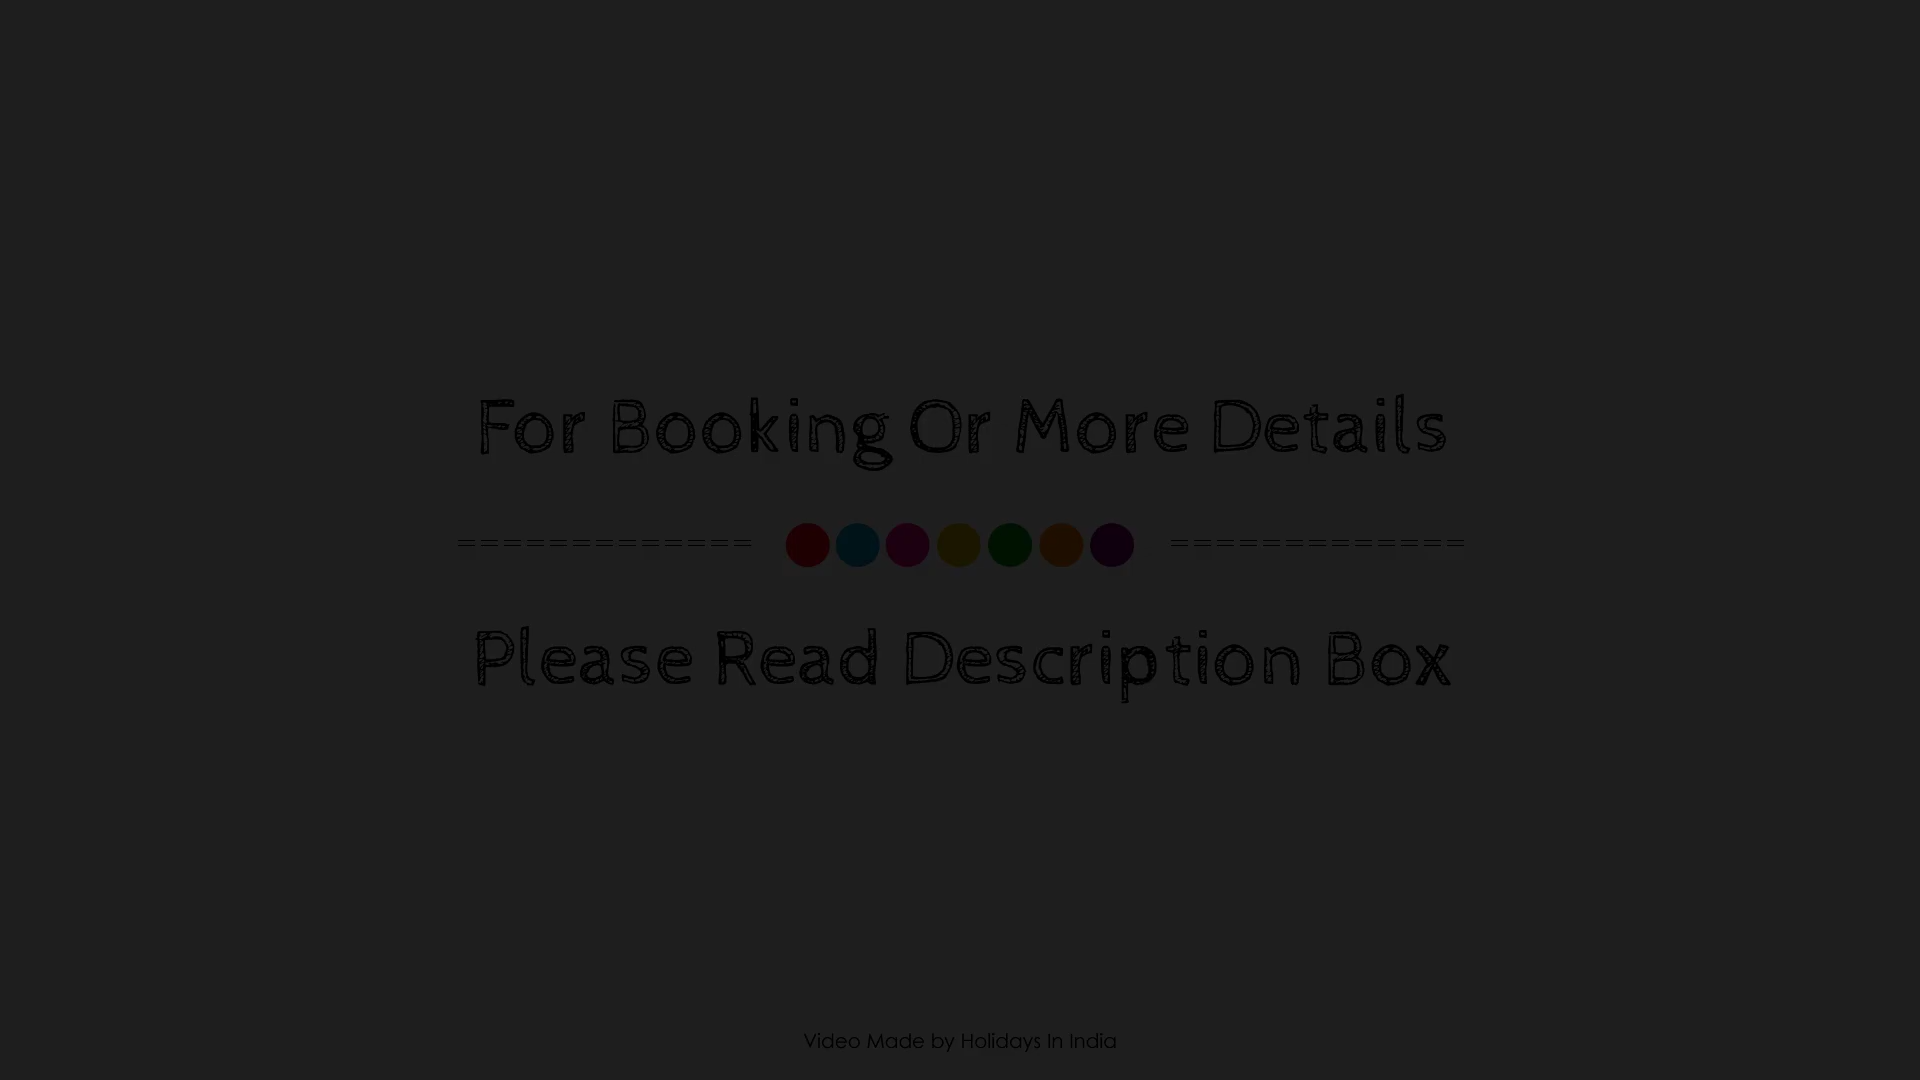 For Booking Or More Details
============= =============
Please Read Description Box
Video Made by Holidays In India